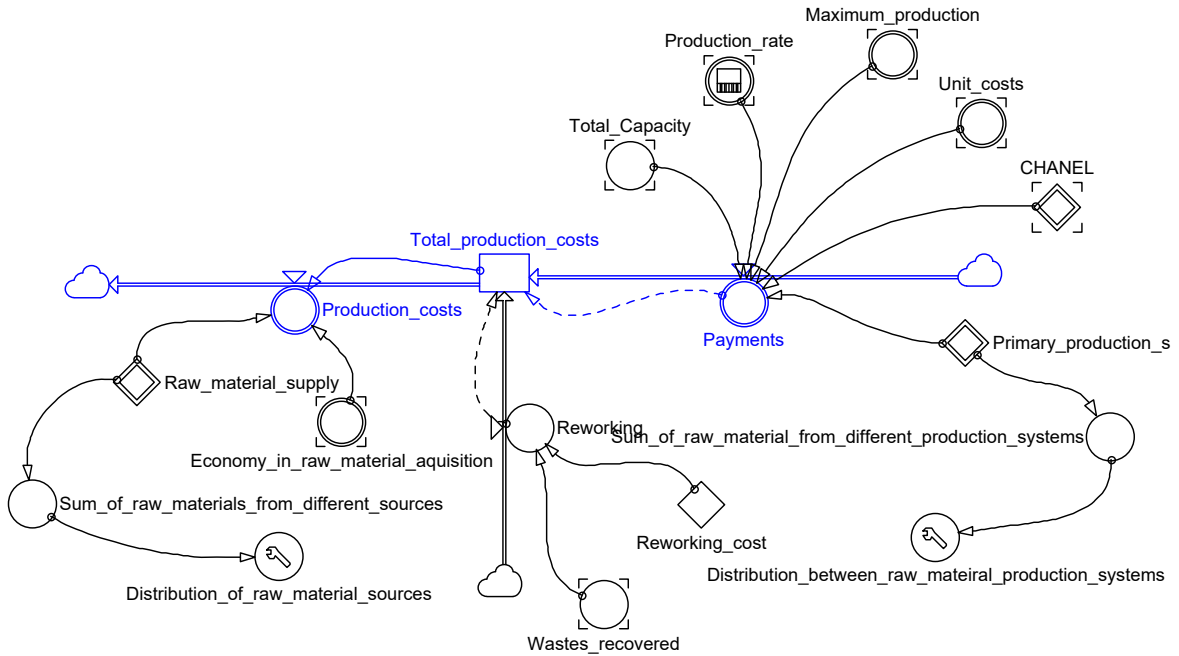 Maximum_production
Production_rate
Unit_costs
Total_Capacity
CHANEL
Total_production_costs
Production_costs
Payments
Primary_production_s
Raw_material_supply
Reworking
Sum_of_raw_material_from_different_production_systems
Economy_in_raw_material_aquisition
Sum_of_raw_materials_from_different_sources
Reworking_cost
Distribution_between_raw_mateiral_production_systems
Distribution_of_raw_material_sources
Wastes_recovered